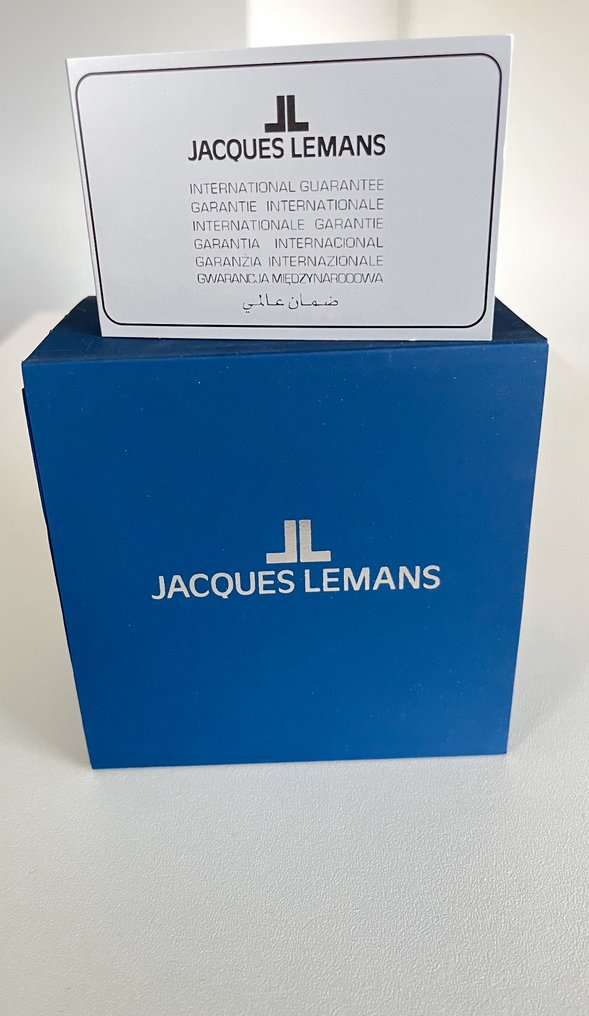 JL
JACQUES LEMANS
INTERNATIONAL GUARANTEE
GARANTIE INTERNATIONALE
INTERNATIONALE GARANTIE
GARANTIA INTERNACIONAL
GARANZIA INTERNAZIONALE
GWARANCJA MIĘDZYNARODOWA
ضمان عالمي
JL
JACQUES LEMANS